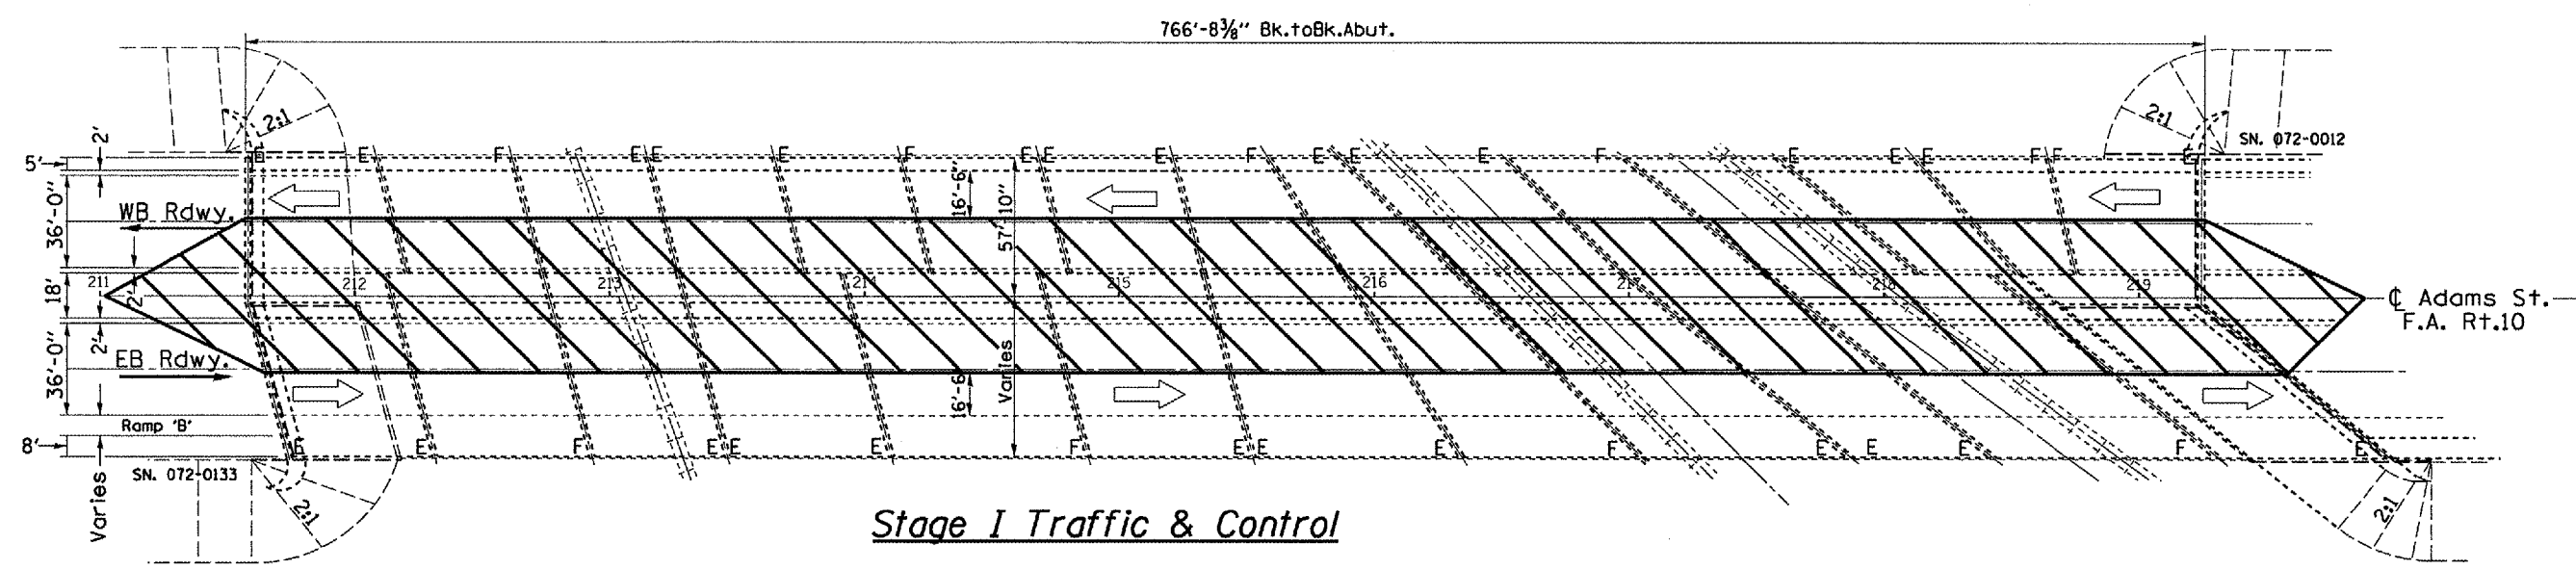 766'-8⅜" Bk.toBk.Abut.
2:1
2:1
SN. 072-0012
5'
2'
E E F E E E F E E E F E E E F E E E F F E
36'-0"
WB Rdwy.
16'-6"
57'-10"
18'
2'
211 212 213 214 215 216 218 219
℄ Adams St.
F.A. Rt.10
2'
36'-0"
EB Rdwy.
Varies
16'-6"
Ramp 'B'
8'
E E F E E E F E E E F E E E F E
SN. 072-0133
Varies
2:1
2:1
Stage I Traffic & Control